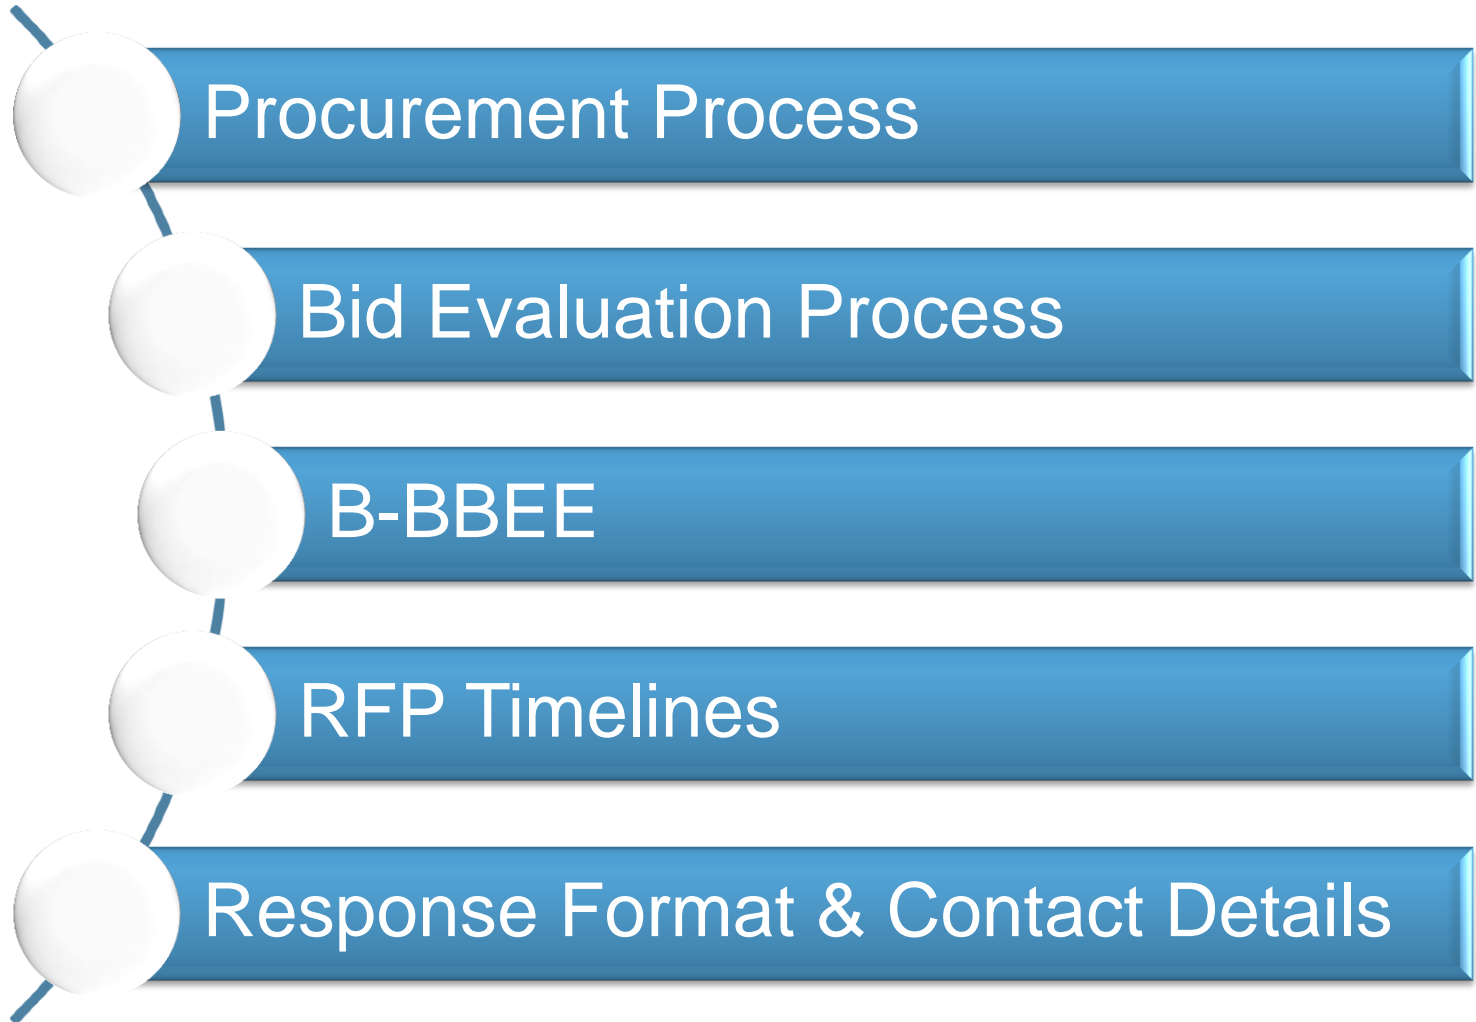 Procurement Process
Bid Evaluation Process
B-BBEE
RFP Timelines
Response Format & Contact Details